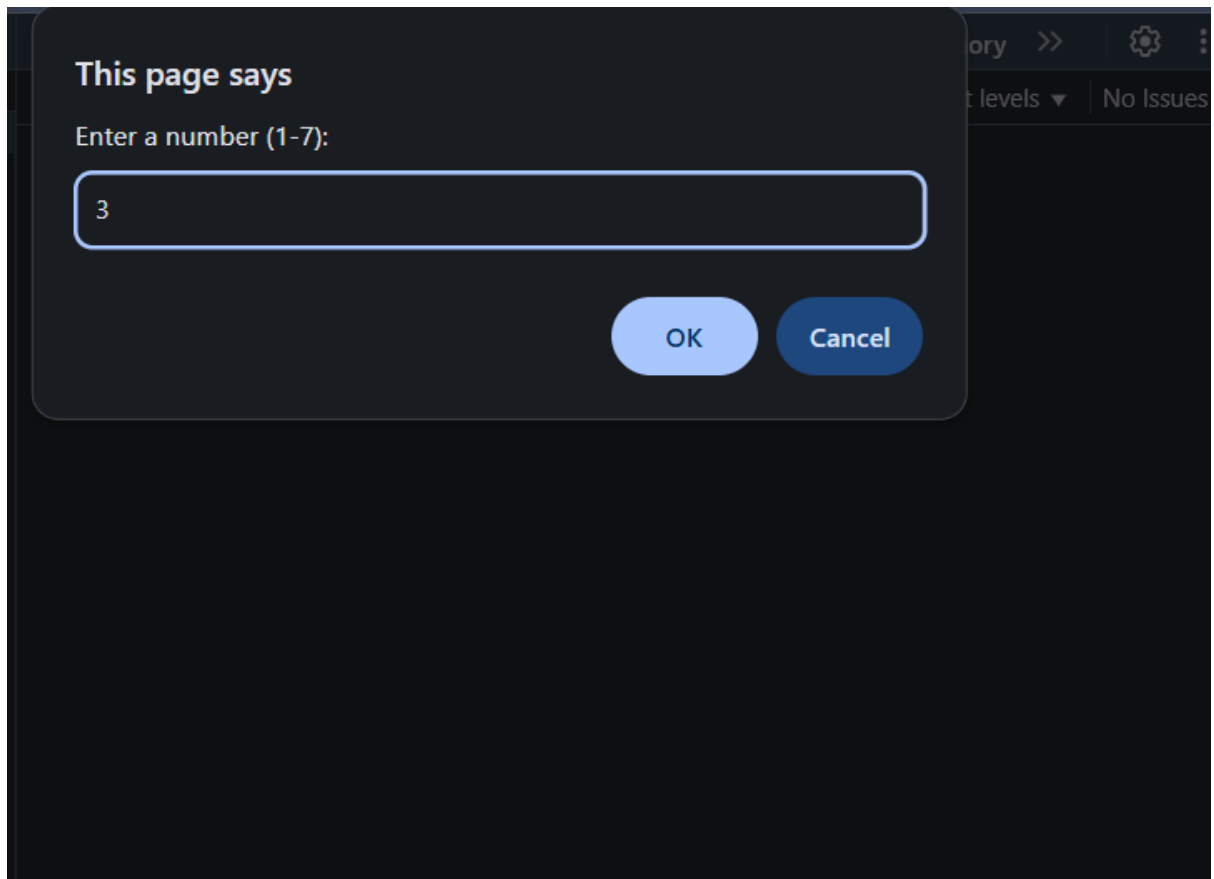 This page says
ory
Enter a number (1-7):
levels ▼ No Issues
3
OK Cancel